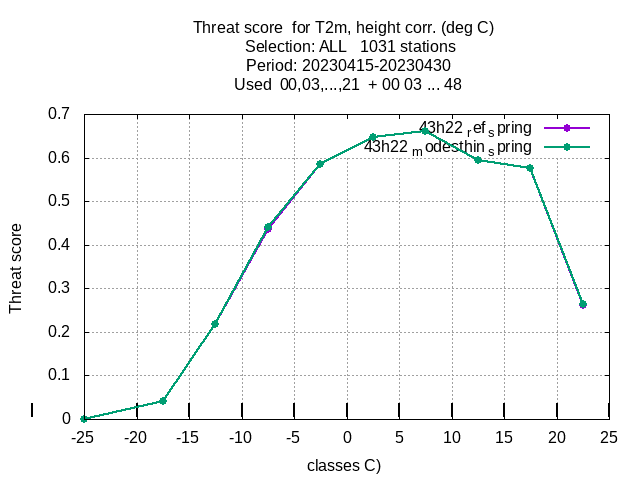 Threat score  for T2m, height corr. (deg C)
Selection: ALL   1031 stations
Period: 20230415-20230430
Used  00,03,...,21  + 00 03 ... 48
0.7
0.6
0.5
0.4
0.3
0.2
0.1
0
Threat score
43h22 ref spring
43h22 modesthin spring
-25 -20 -15 -10 -5 0 5 10 15 20 25
classes C)